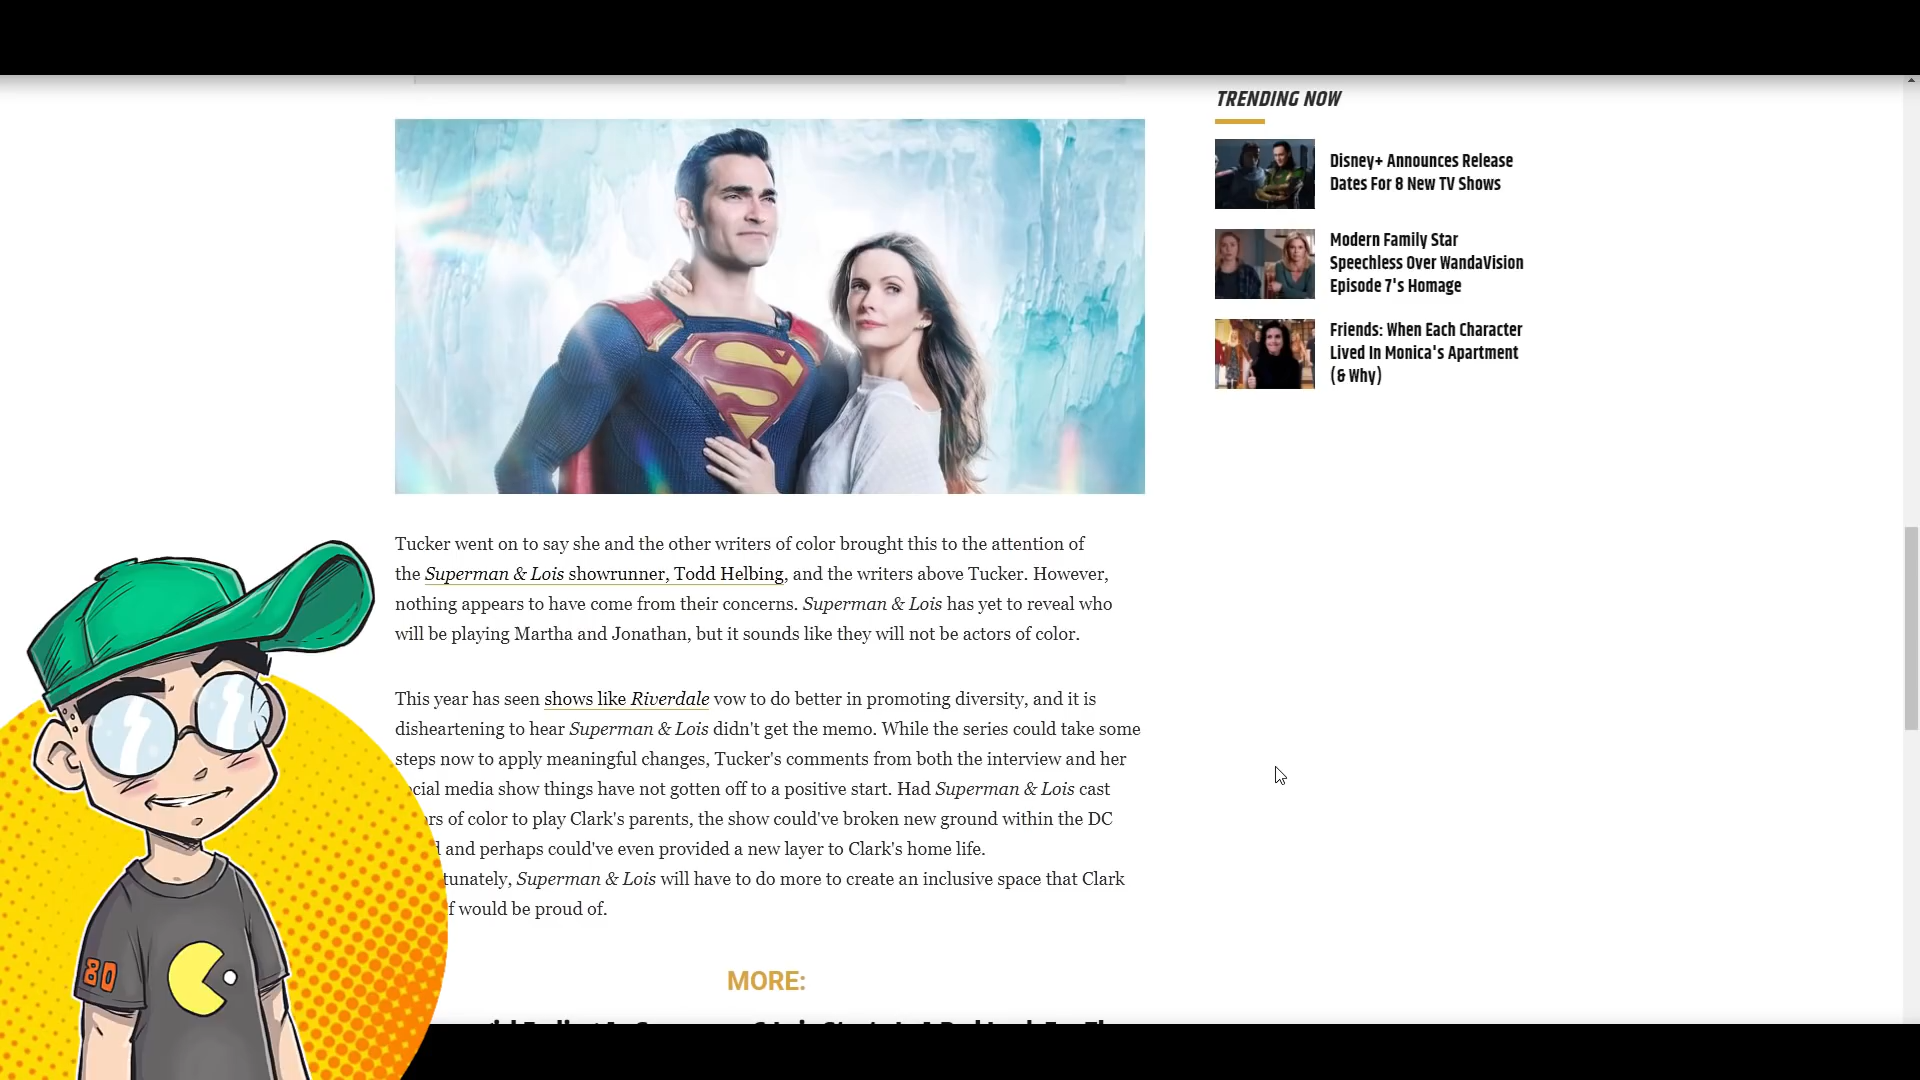 TRENDING NOW
Disney+ Announces Release
Dates For 8 New TV Shows
Modern Family Star
Speechless Over WandaVision
Episode 7's Homage
Friends: When Each Character
Lived In Monica's Apartment
(& Why)
S
Tucker went on to say she and the other writers of color brought this to the attention of
the Superman & Lois showrunner, Todd Helbing, and the writers above Tucker. However,
nothing appears to have come from their concerns. Superman & Lois has yet to reveal who
will be playing Martha and Jonathan, but it sounds like they will not be actors of color.
This year has seen shows like Riverdale vow to do better in promoting diversity, and it is
disheartening to hear Superman & Lois didn't get the memo. While the series could take some
steps now to apply meaningful changes, Tucker's comments from both the interview and her
media show things have not gotten off to a positive start. Had Superman & Lois cast
of color to play Clark's parents, the show could've broken new ground within the DC
and perhaps could've even provided a new layer to Clark's home life.
Superman & Lois will have to do more to create an inclusive space that Clark
would be proud of.
MORE:
80